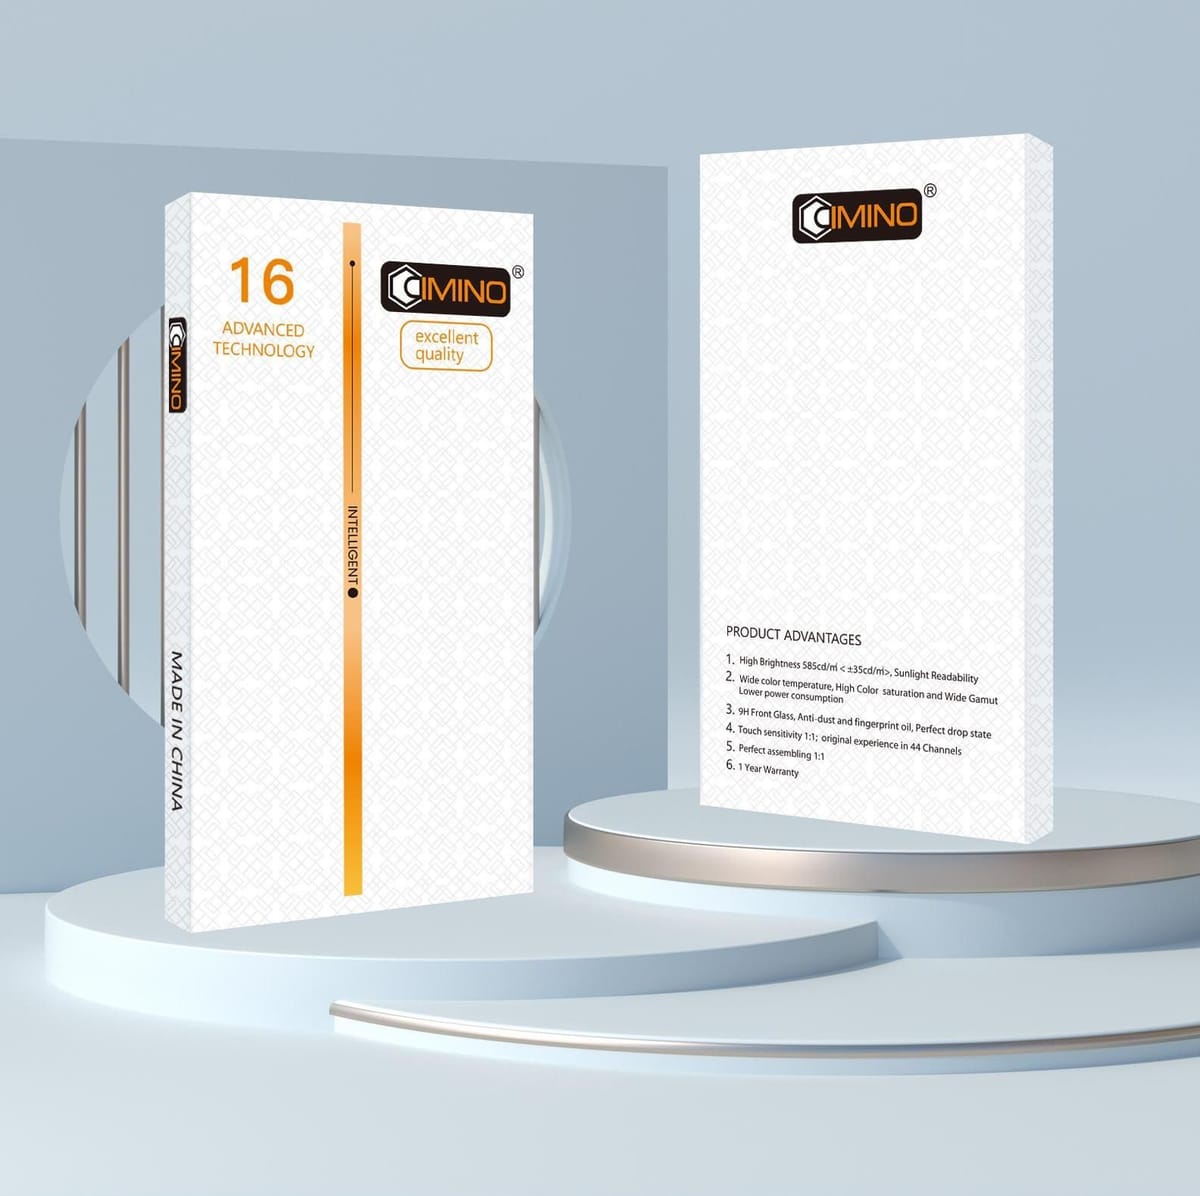 16
ADVANCED
TECHNOLOGY
CIMINO®
excellent
quality
INTELLIGENT
CIMINO
MADE IN CHINA
CIMINO®
PRODUCT ADVANTAGES
1. High Brightness 585cd/㎡ < ±35cd/㎡>, Sunlight Readability
2. Wide color temperature, High Color saturation and Wide Gamut
Lower power consumption
3. 9H Front Glass, Anti-dust and fingerprint oil, Perfect drop state
4. Touch sensitivity 1:1; original experience in 44 Channels
5. Perfect assembling 1:1
6. 1 Year Warranty